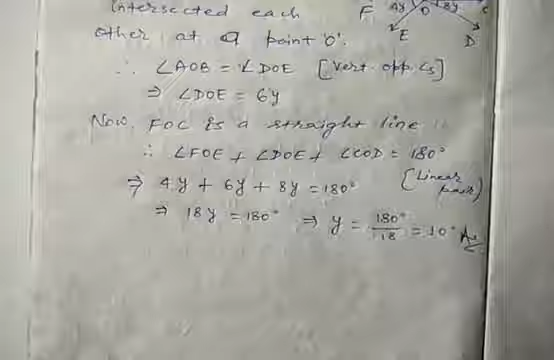 intersected each
F 4y O 8y C
other at a point 'O'.
E D
∴ ∠AOB = ∠DOE [Vert. opp. ∠s]
⇒ ∠DOE = 6y
Now, FOC is a straight line
∴ ∠FOE + ∠DOE + ∠COD = 180°
⇒ 4y + 6y + 8y = 180° (Linear pair)
⇒ 18y = 180° ⇒ y = 180°/18 = 10° Ans